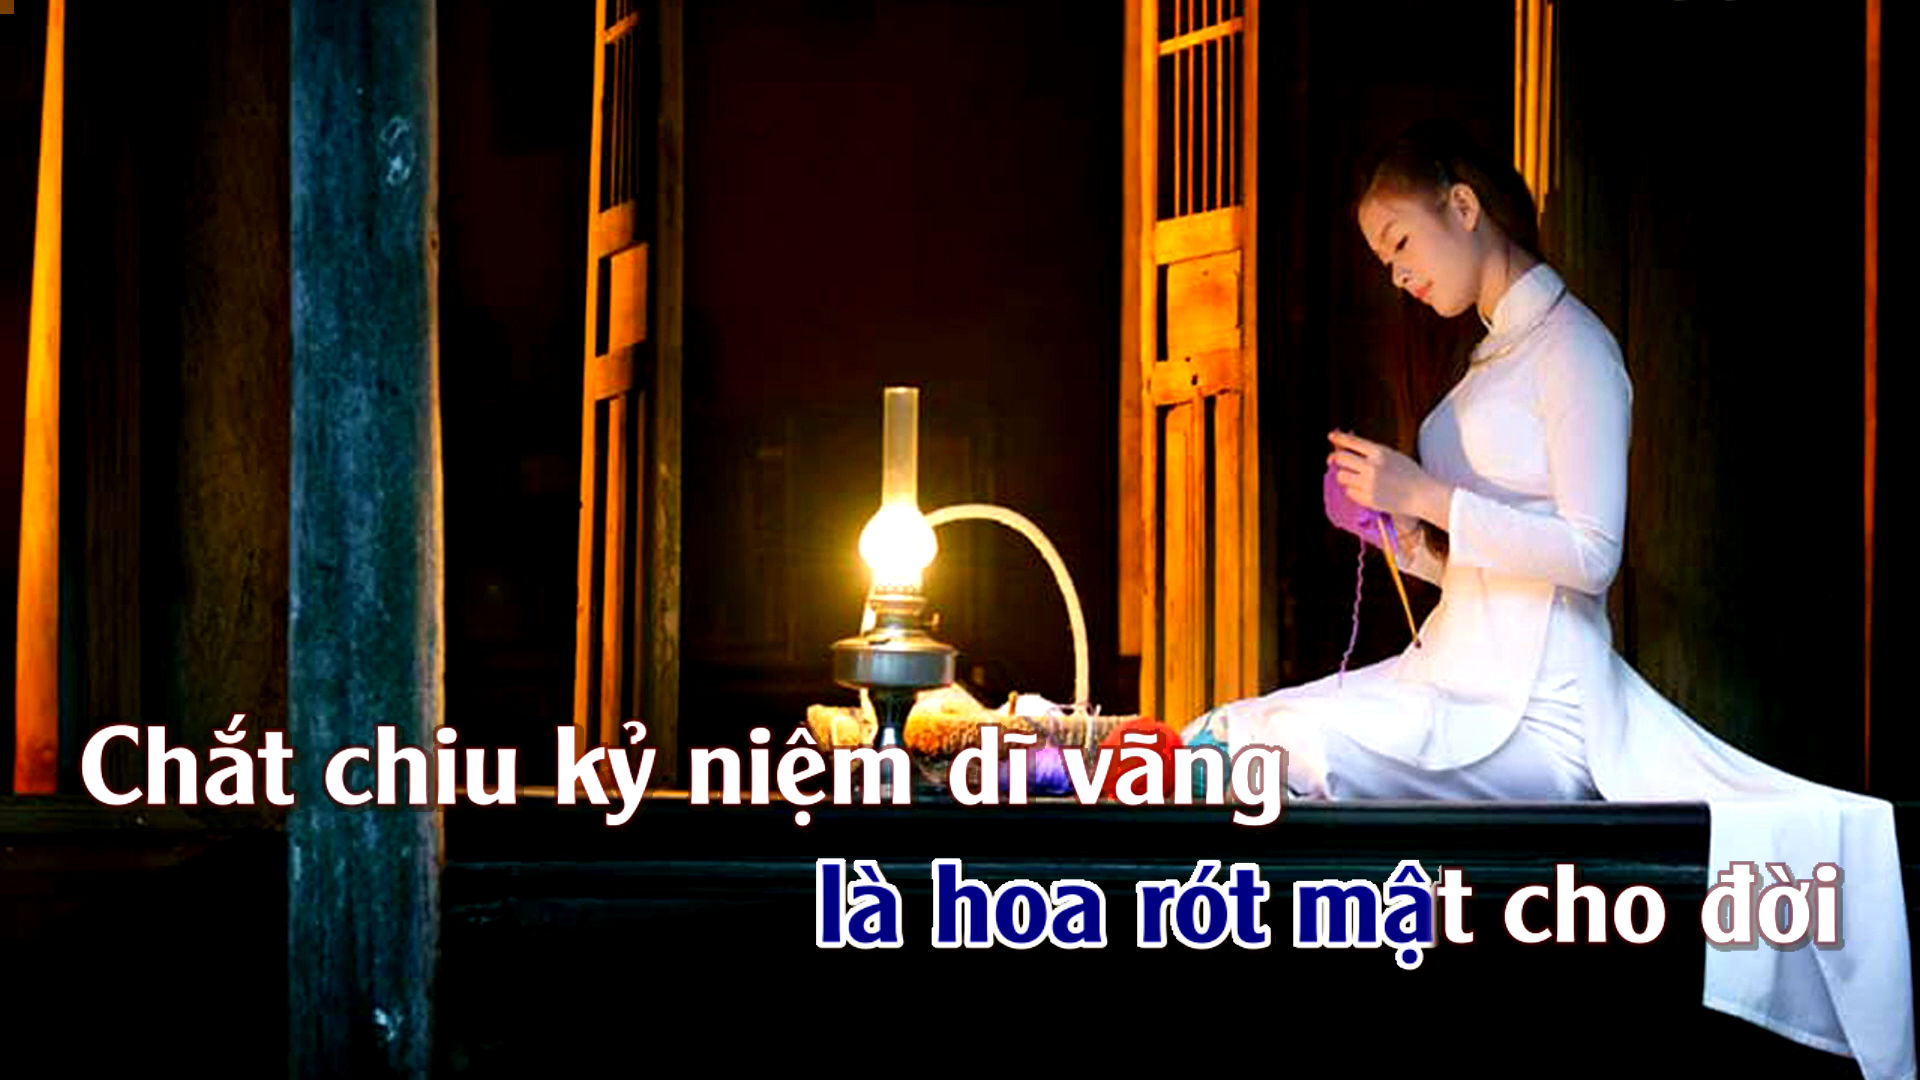 Chắt chiu kỷ niệm dĩ vãng
là hoa rót mật cho đời